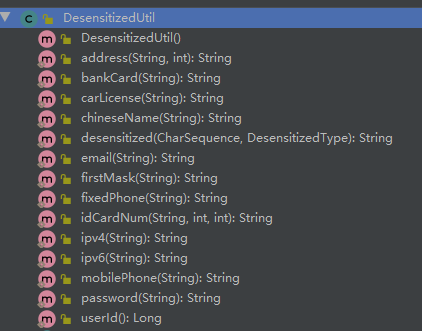 DesensitizedUtil
DesensitizedUtil()
address(String, int): String
bankCard(String): String
carLicense(String): String
chineseName(String): String
desensitized(CharSequence, DesensitizedType): String
email(String): String
firstMask(String): String
fixedPhone(String): String
idCardNum(String, int, int): String
ipv4(String): String
ipv6(String): String
mobilePhone(String): String
password(String): String
userId(): Long